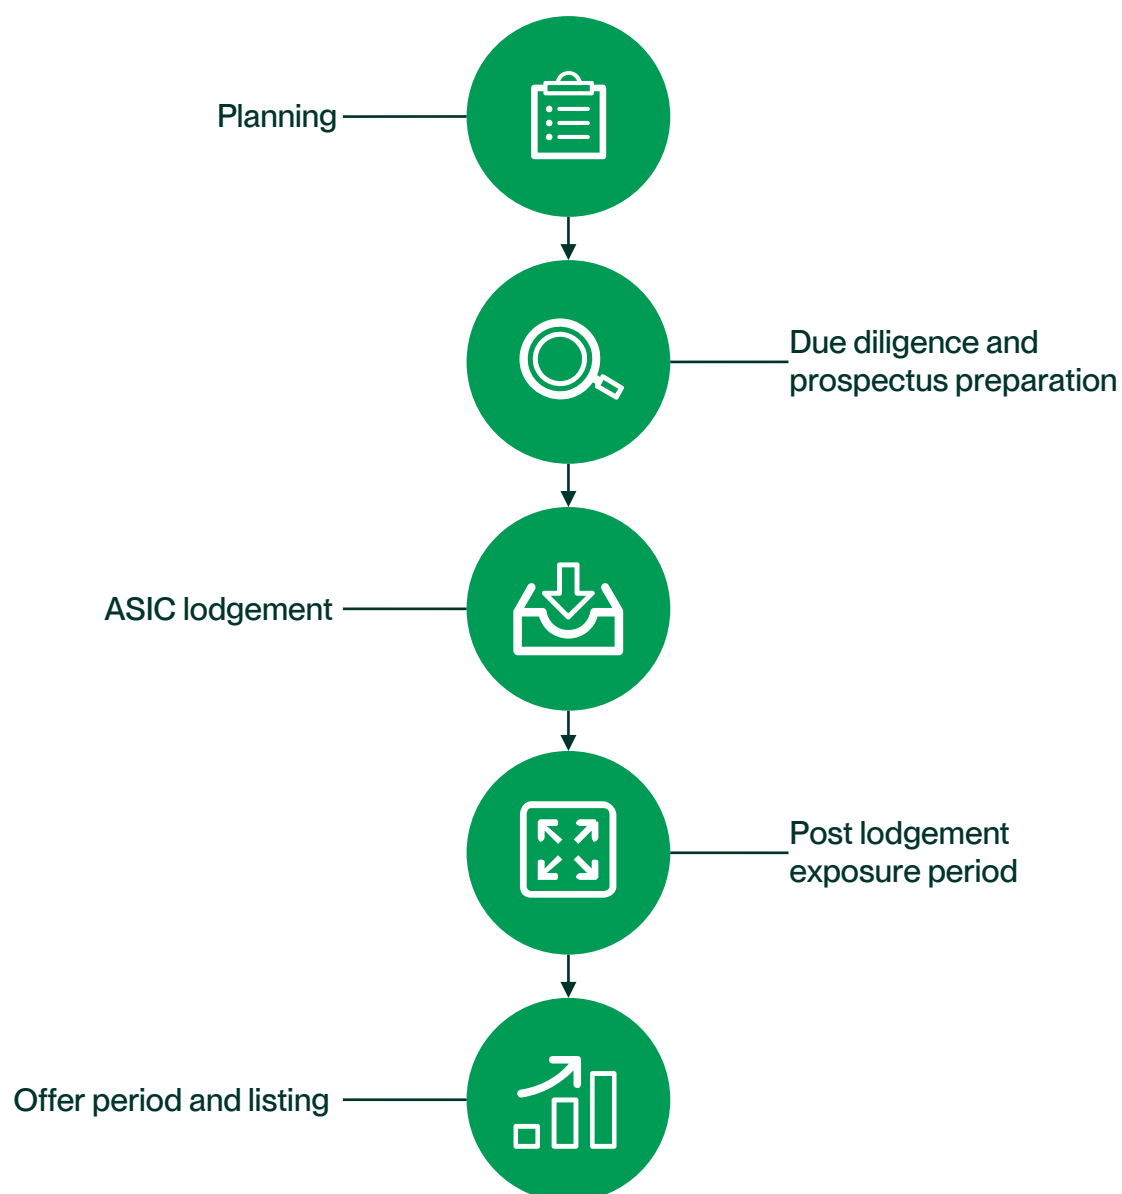 Planning
Due diligence and
prospectus preparation
ASIC lodgement
Post lodgement
exposure period
Offer period and listing